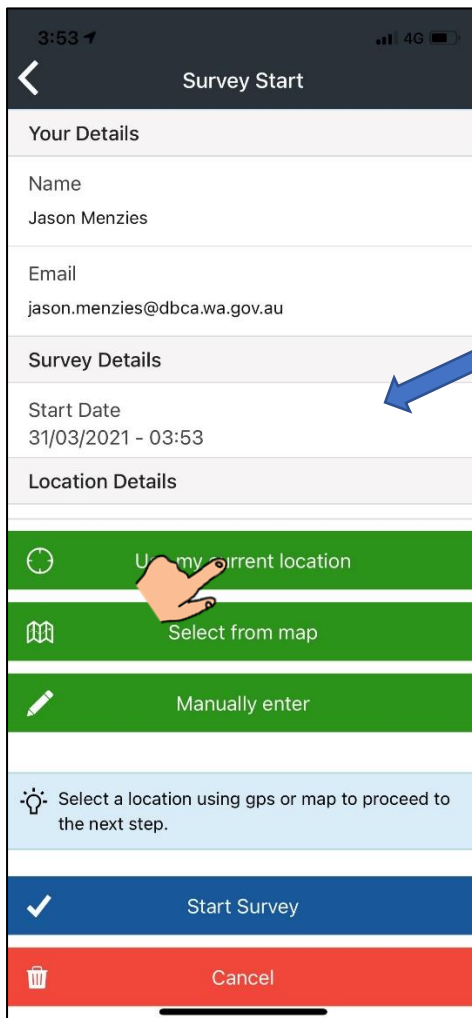 3:53
4G
Survey Start
Your Details
Name
Jason Menzies
Email
jason.menzies@dbca.wa.gov.au
Survey Details
Start Date
31/03/2021 - 03:53
Location Details
my current location
Select from map
Manually enter
Select a location using gps or map to proceed to
the next step.
Start Survey
Cancel